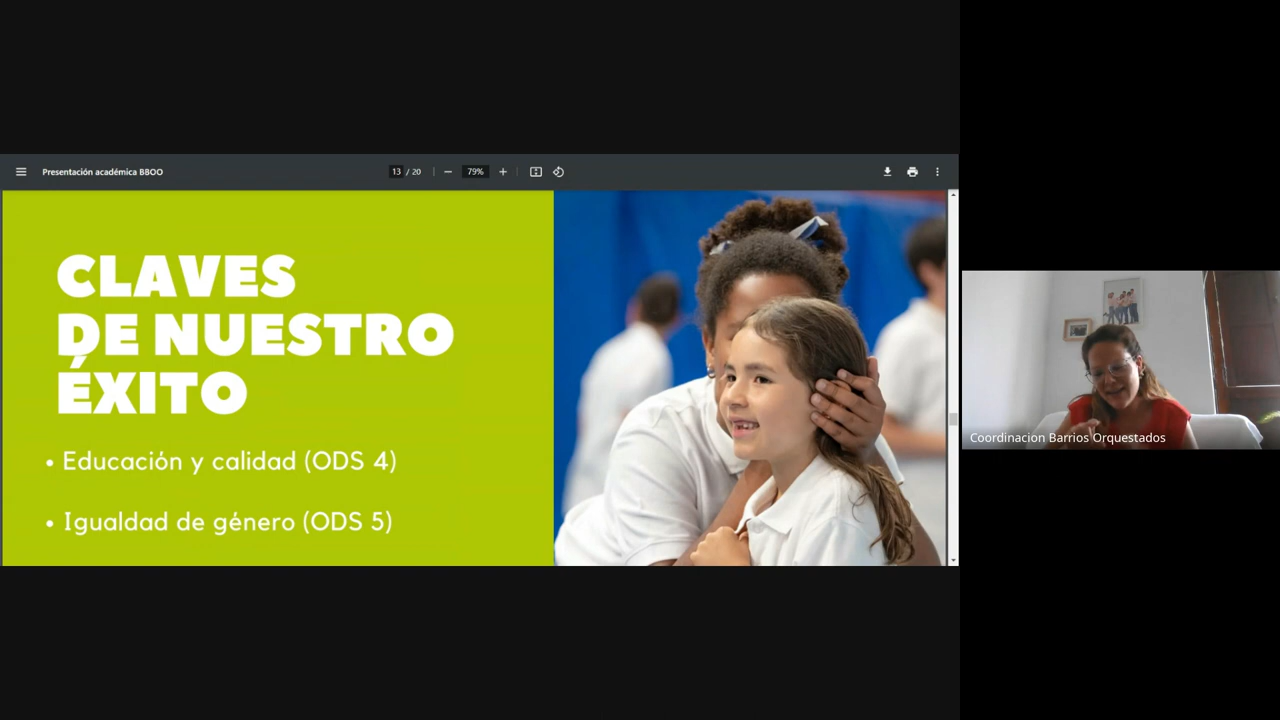 Presentación académica BBOO
13 / 20
79%
CLAVES
DE NUESTRO
ÉXITO
• Educación y calidad (ODS 4)
• Igualdad de género (ODS 5)
Coordinacion Barrios Orquestados